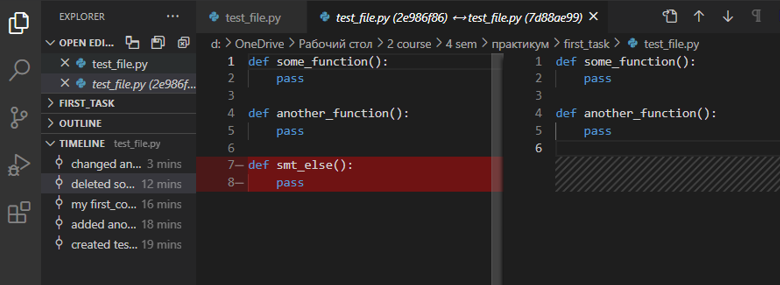 EXPLORER
OPEN EDI...
test_file.py
test_file.py (2e986f...
FIRST_TASK
OUTLINE
TIMELINE test_file.py
changed an... 3 mins
deleted so... 12 mins
my first_co... 16 mins
added ano... 18 mins
created tes... 19 mins
test_file.py
test_file.py (2e986f86) ↔ test_file.py (7d88ae99)
d: > OneDrive > Рабочий стол > 2 course > 4 sem > практикум > first_task > test_file.py
1 def some_function():
2 pass
3
4 def another_function():
5 pass
6
7— def smt_else():
8— pass
1 def some_function():
2 pass
3
4 def another_function():
5 pass
6